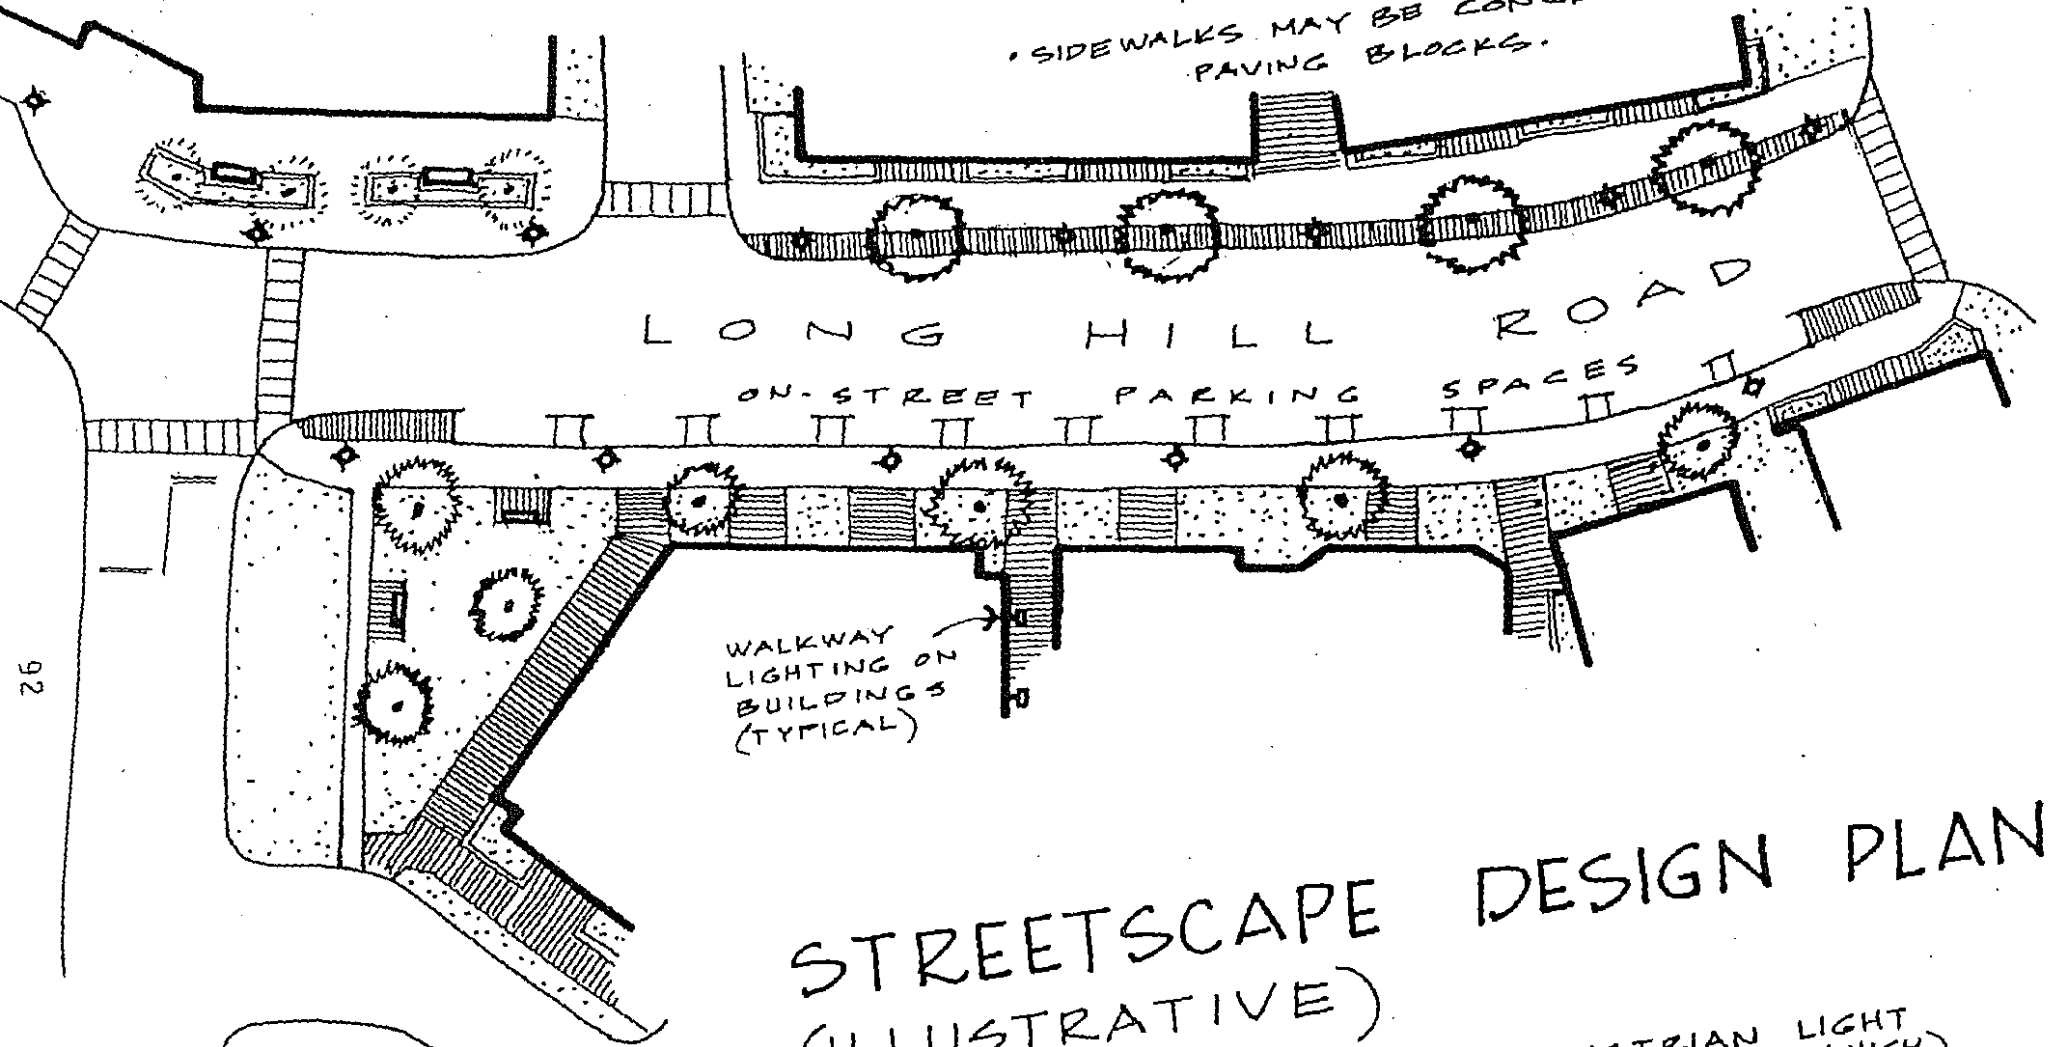 • SIDEWALKS MAY BE
PAVING BLOCKS.
LONG HILL ROAD
ON-STREET PARKING SPACES
WALKWAY
LIGHTING ON
BUILDINGS
(TYPICAL)
92
STREETSCAPE DESIGN PLAN
(ILLUSTRATIVE)
LIGHT